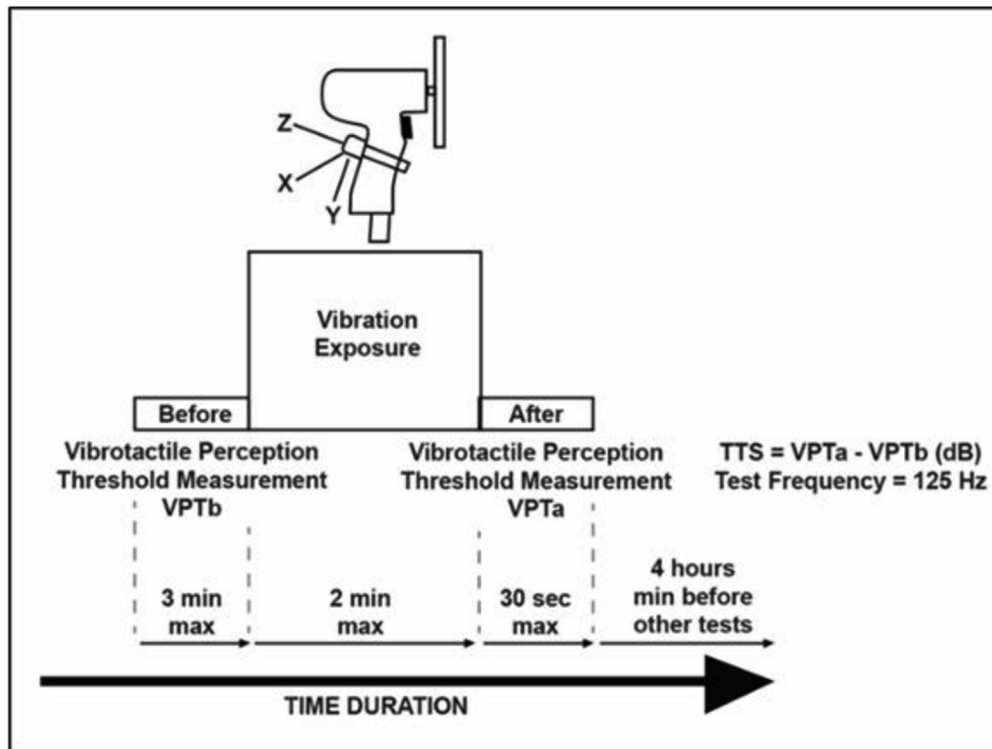 Z
X
Y
Vibration
Exposure
Before
After
Vibrotactile Perception
Threshold Measurement
VPTb
Vibrotactile Perception
Threshold Measurement
VPTa
TTS = VPTa - VPTb (dB)
Test Frequency = 125 Hz
3 min
max
2 min
max
30 sec
max
4 hours
min before
other tests
TIME DURATION